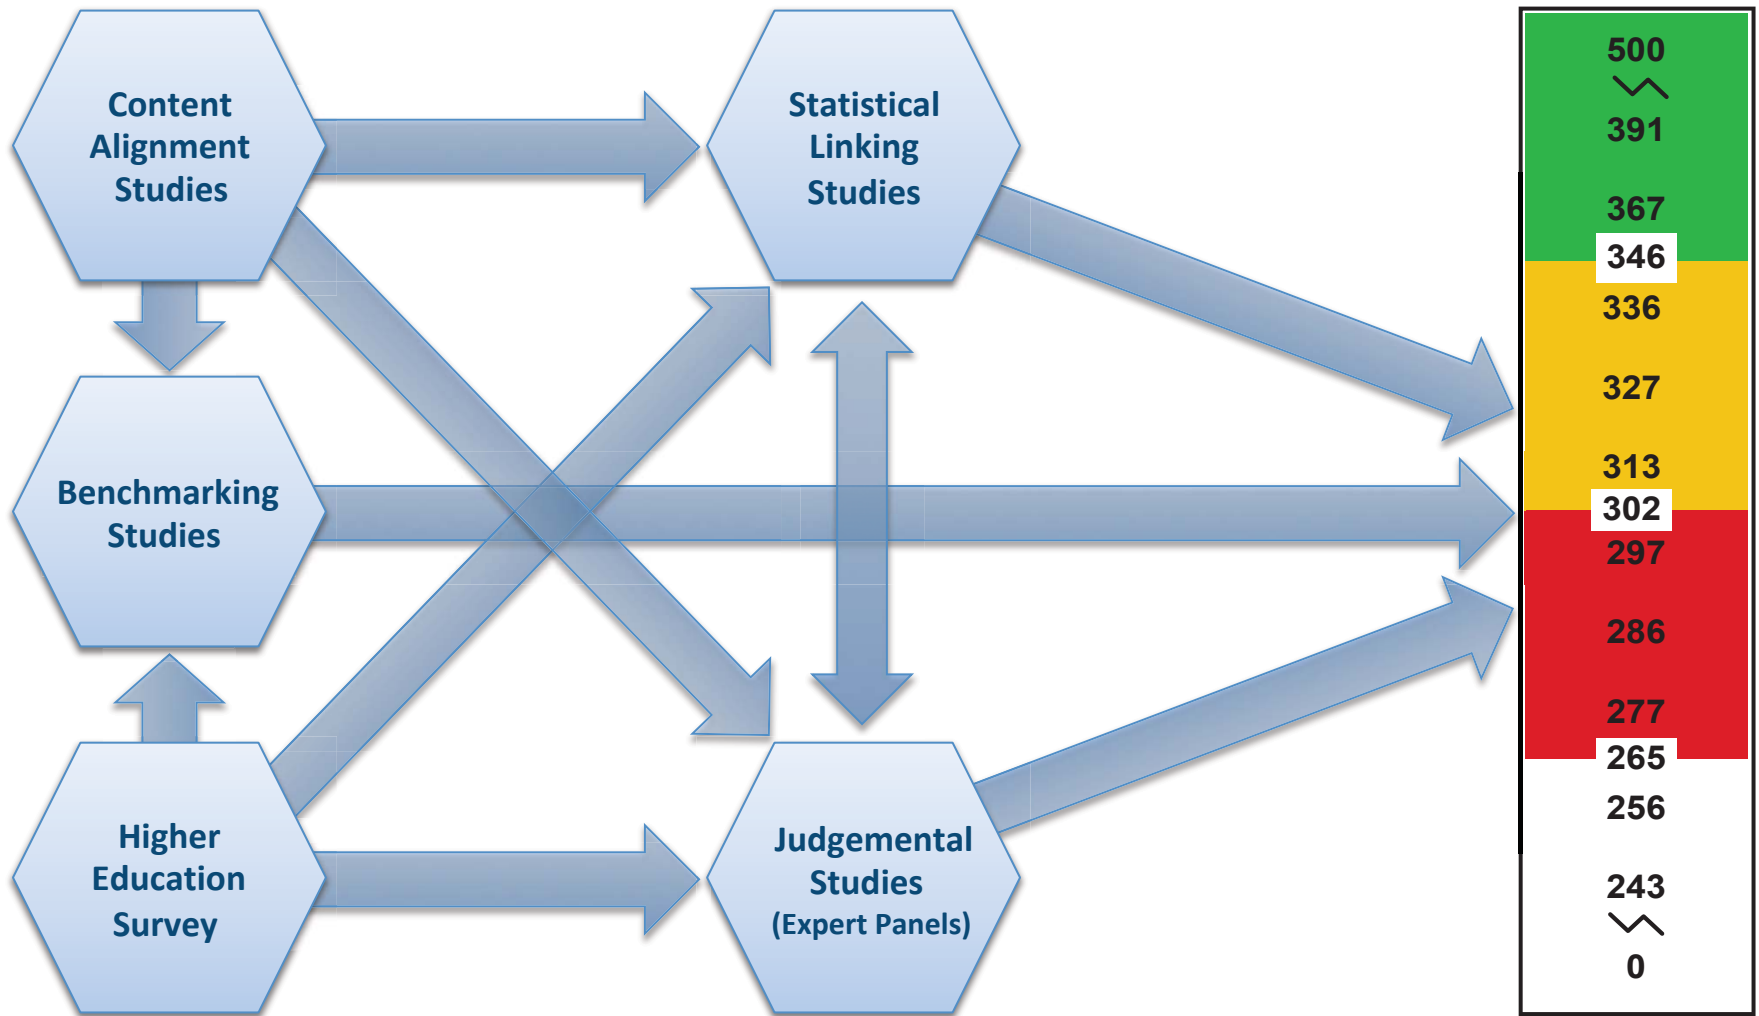 Content
Alignment
Studies
Statistical
Linking
Studies
Benchmarking
Studies
Higher
Education
Survey
Judgemental
Studies
(Expert Panels)
500
391
367
346
336
327
313
302
297
286
277
265
256
243
0